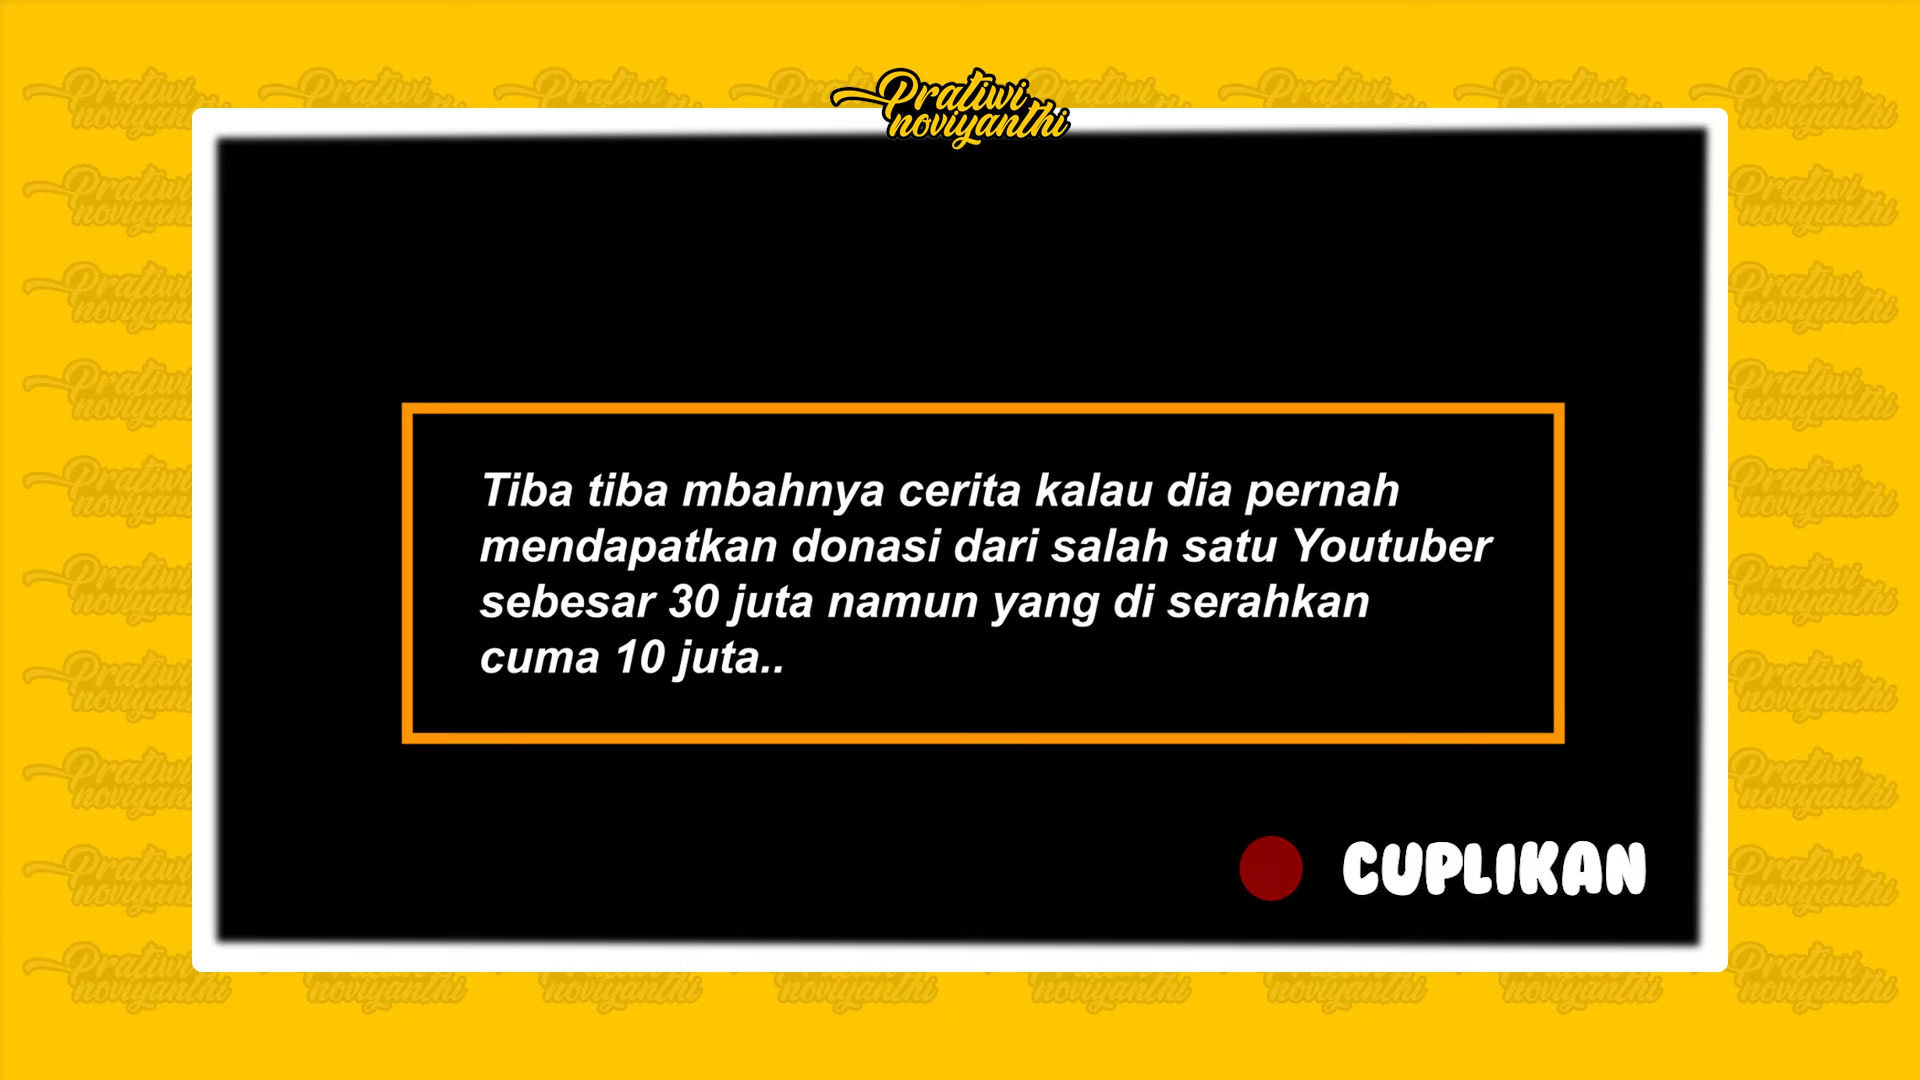 Pratiwi
noviyanthi
Tiba tiba mbahnya cerita kalau dia pernah
mendapatkan donasi dari salah satu Youtuber
sebesar 30 juta namun yang di serahkan
cuma 10 juta..
CUPLIKAN